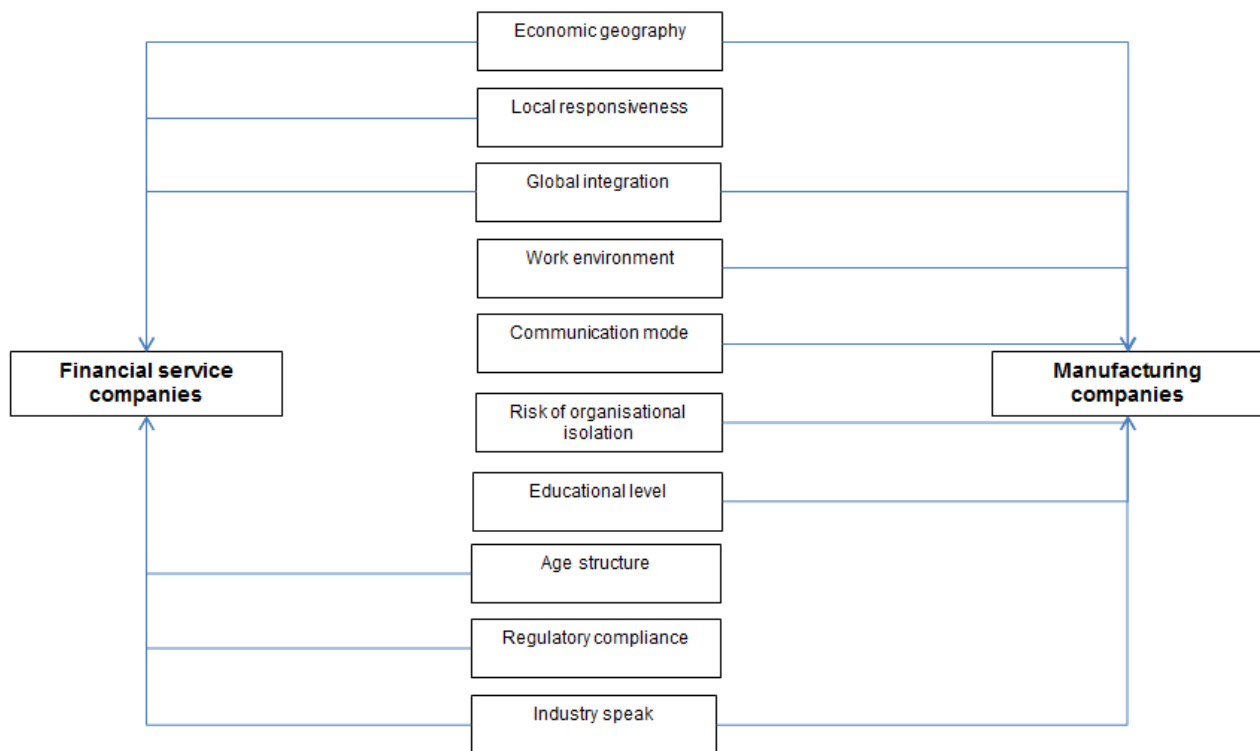 Economic geography
Local responsiveness
Global integration
Work environment
Communication mode
Financial service
companies
Manufacturing
companies
Risk of organisational
isolation
Educational level
Age structure
Regulatory compliance
Industry speak